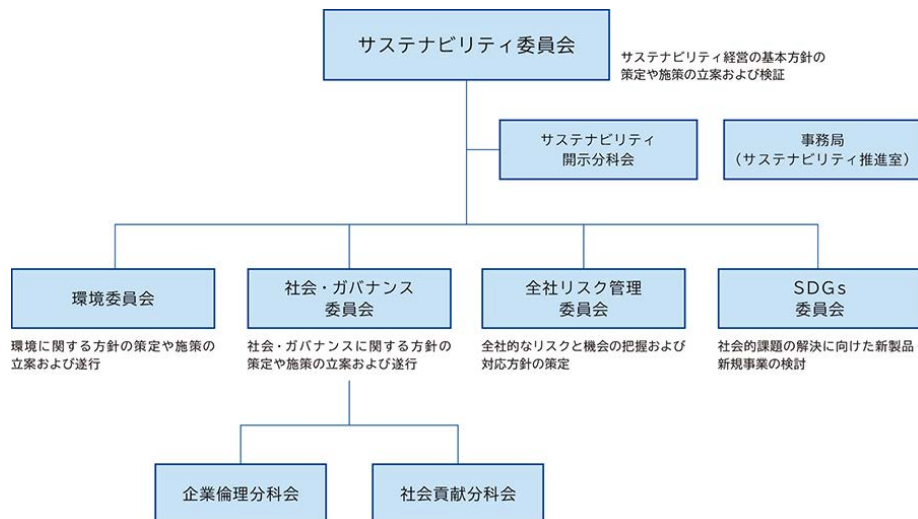 サステナビリティ委員会
サステナビリティ経営の基本方針の
策定や施策の立案および検証
サステナビリティ
開示分科会
事務局
（サステナビリティ推進室）
環境委員会
環境に関する方針の策定や施策の
立案および遂行
社会・ガバナンス
委員会
社会・ガバナンスに関する方針の
策定や施策の立案および遂行
全社リスク管理
委員会
全社的なリスクと機会の把握および
対応方針の策定
SDGs
委員会
社会的課題の解決に向けた新製品・
新規事業の検討
企業倫理分科会
社会貢献分科会